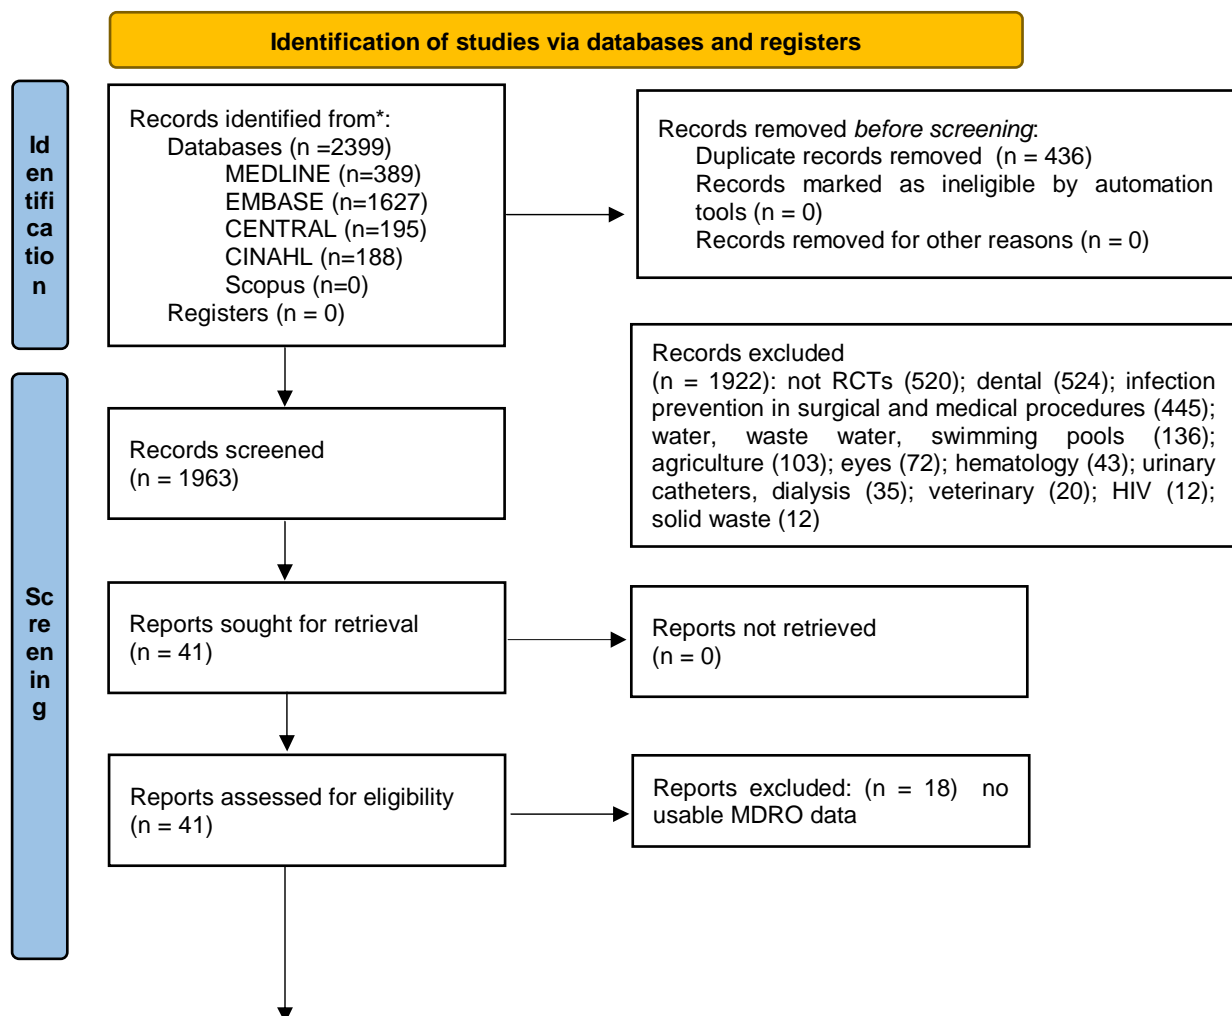 Identification of studies via databases and registers
Id
en
tifi
ca
tio
n
Records identified from*:
Databases (n =2399)
MEDLINE (n=389)
EMBASE (n=1627)
CENTRAL (n=195)
CINAHL (n=188)
Scopus (n=0)
Registers (n = 0)
Records removed before screening:
Duplicate records removed (n = 436)
Records marked as ineligible by automation
tools (n = 0)
Records removed for other reasons (n = 0)
Sc
re
en
in
g
Records screened
(n = 1963)
Records excluded
(n = 1922): not RCTs (520); dental (524); infection
prevention in surgical and medical procedures (445);
water, waste water, swimming pools (136);
agriculture (103); eyes (72); hematology (43); urinary
catheters, dialysis (35); veterinary (20); HIV (12);
solid waste (12)
Reports sought for retrieval
(n = 41)
Reports not retrieved
(n = 0)
Reports assessed for eligibility
(n = 41)
Reports excluded: (n = 18) no
usable MDRO data